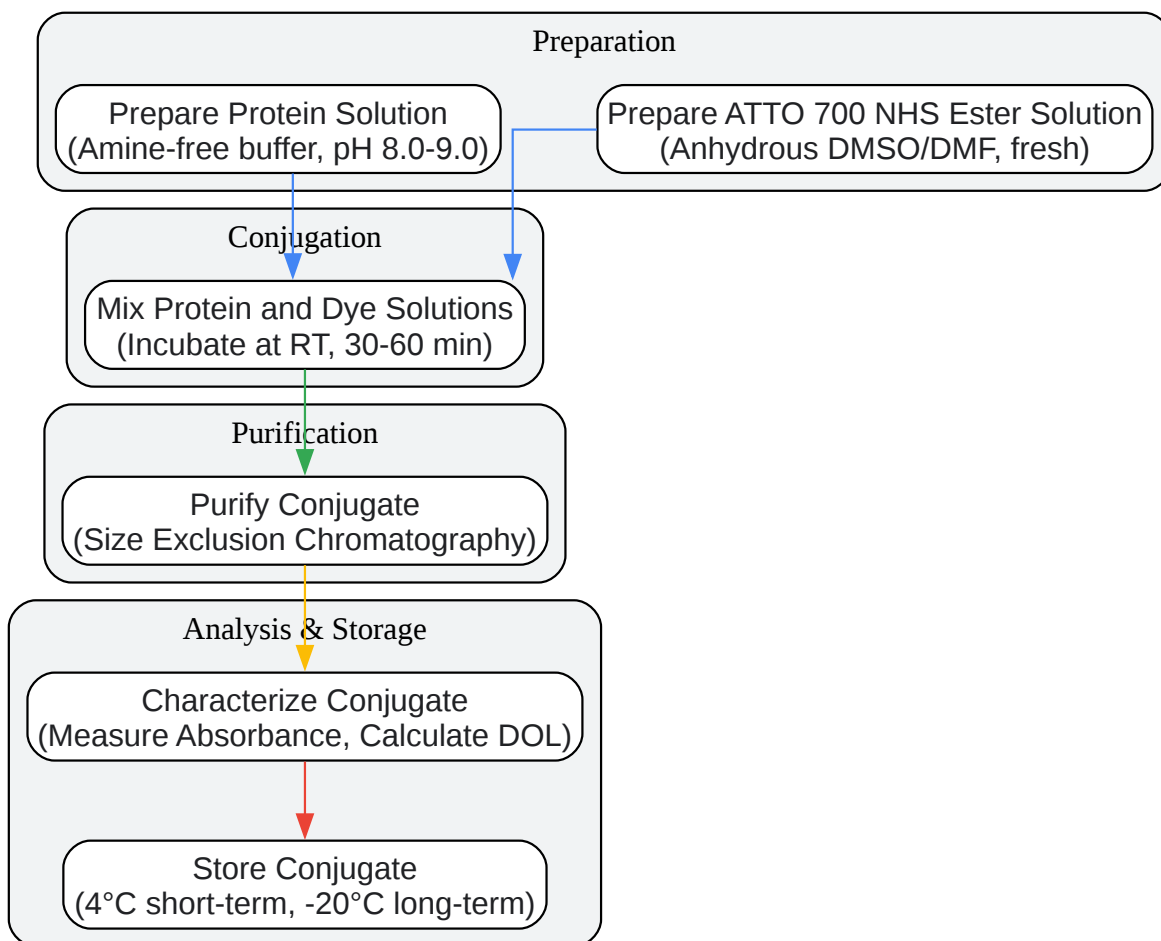 Preparation
Prepare Protein Solution
(Amine-free buffer, pH 8.0-9.0)
Prepare ATTO 700 NHS Ester Solution
(Anhydrous DMSO/DMF, fresh)
Conjugation
Mix Protein and Dye Solutions
(Incubate at RT, 30-60 min)
Purification
Purify Conjugate
(Size Exclusion Chromatography)
Analysis & Storage
Characterize Conjugate
(Measure Absorbance, Calculate DOL)
Store Conjugate
(4°C short-term, -20°C long-term)